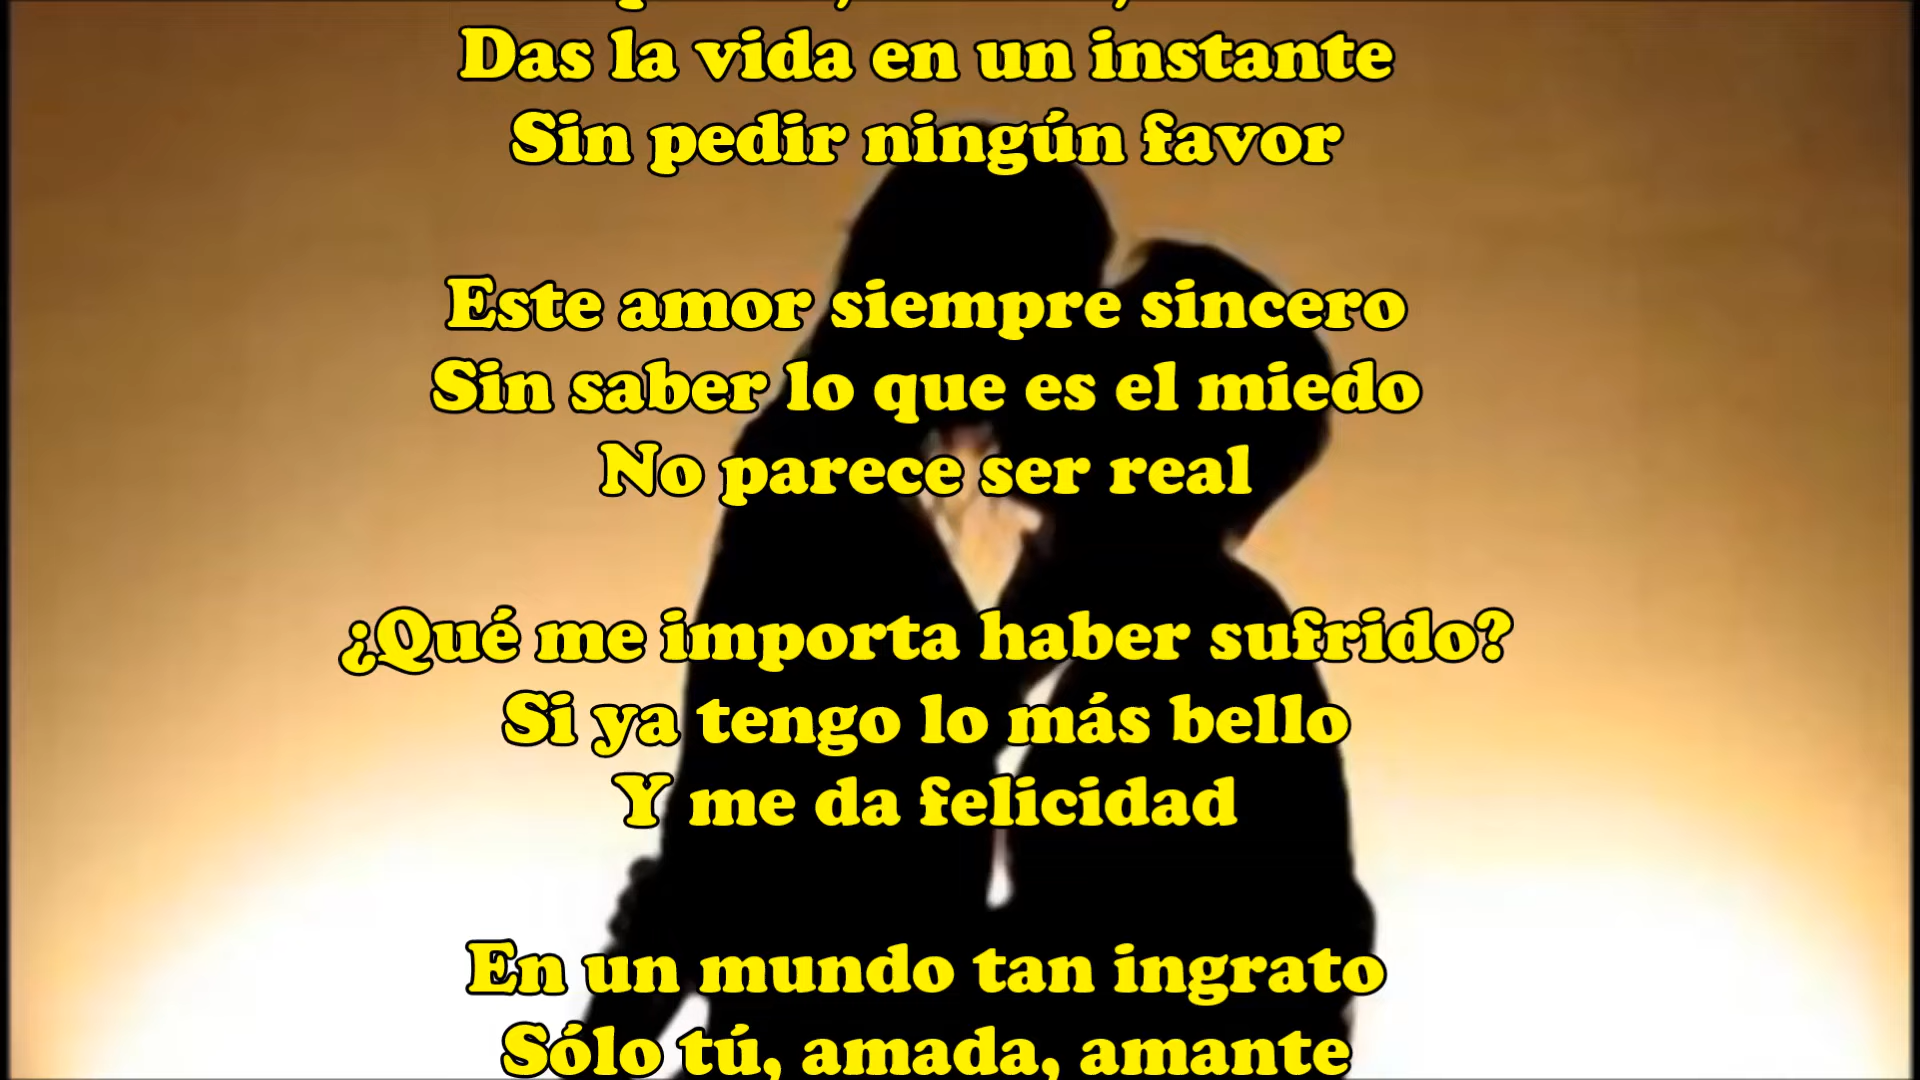 Das la vida en un instante
Sin pedir ningún favor
Este amor siempre sincero
Sin saber lo que es el miedo
No parece ser real
¿Qué me importa haber sufrido?
Si ya tengo lo más bello
Y me da felicidad
En un mundo tan ingrato
Sólo tú, amada, amante